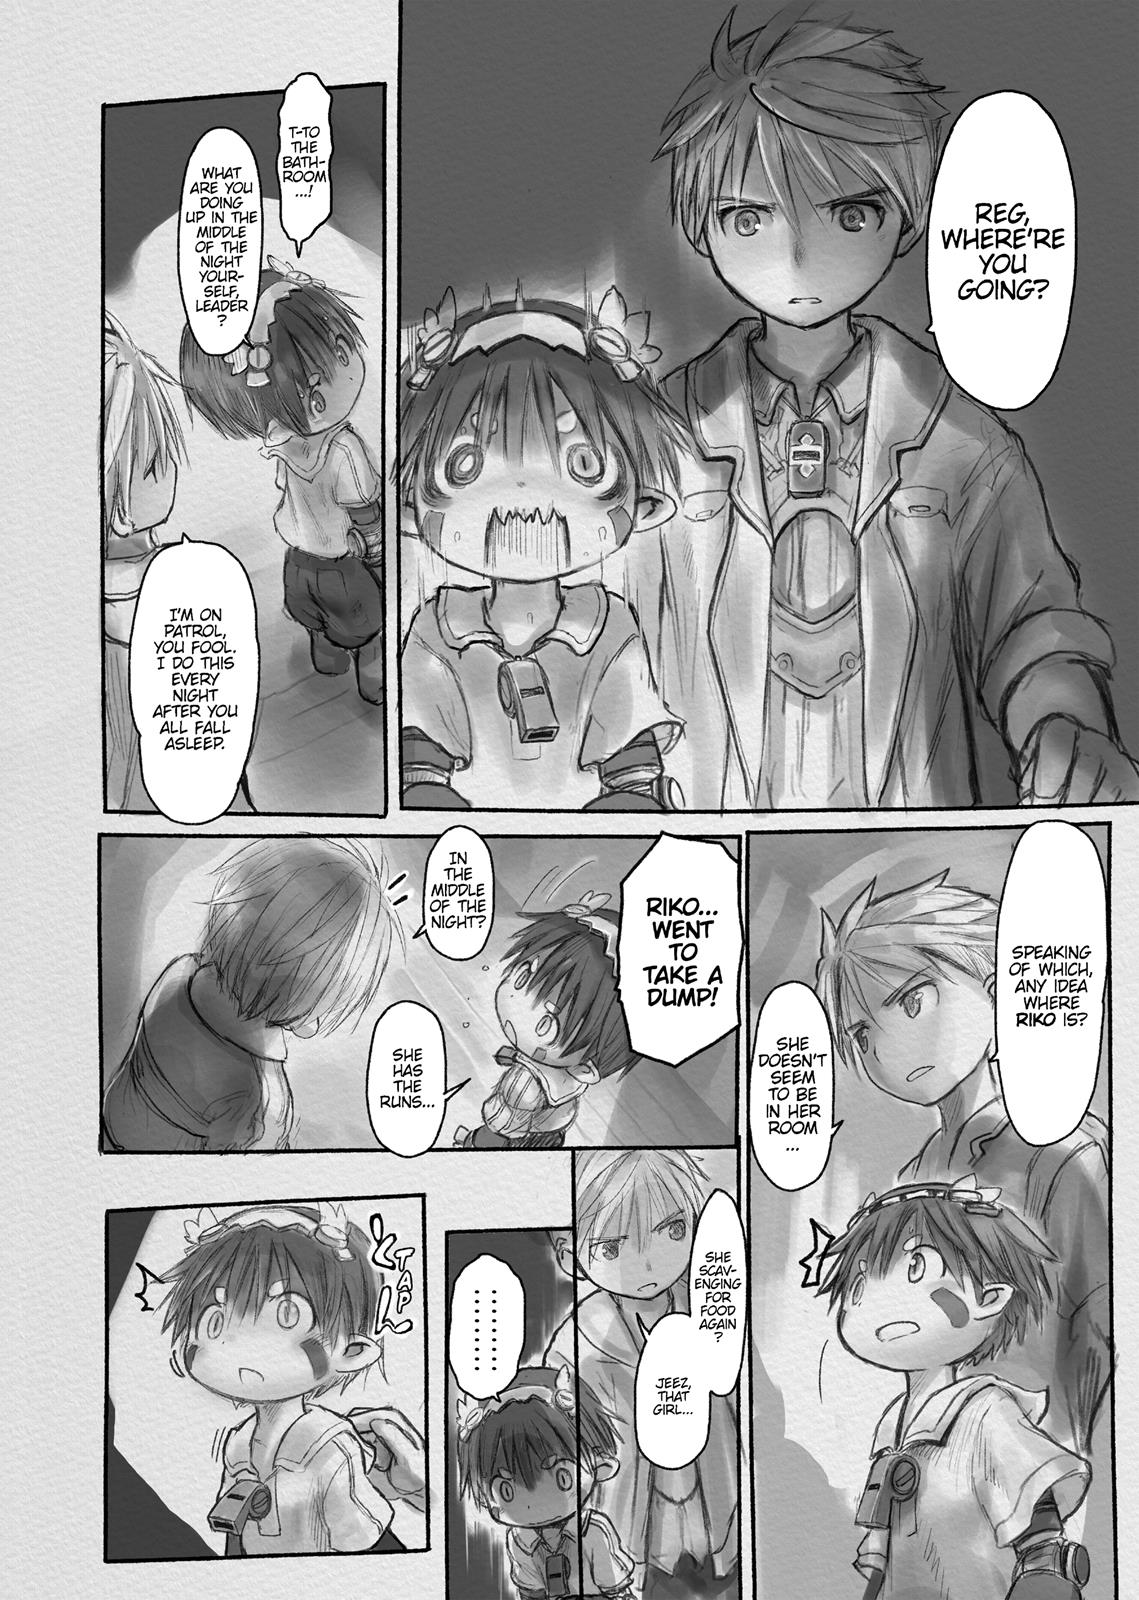 REG,
WHERE'RE
YOU
GOING?
T-TO
THE
BATH-
ROOM
...!
WHAT
ARE YOU
DOING
UP IN THE
MIDDLE
OF THE
NIGHT
YOUR-
SELF,
LEADER
?
I'M ON
PATROL,
YOU FOOL.
I DO THIS
EVERY
NIGHT
AFTER YOU
ALL FALL
ASLEEP.
SPEAKING
OF WHICH,
ANY IDEA
WHERE
RIKO IS?
SHE
DOESN'T
SEEM
TO BE
IN HER
ROOM
...
RIKO...
WENT
TO
TAKE A
DUMP!
IN
THE
MIDDLE
OF THE
NIGHT?
SHE
HAS
THE
RUNS...
SHE
SCAV-
ENGING
FOR
FOOD
AGAIN
?
JEEZ,
THAT
GIRL...
.........
.........
TAP